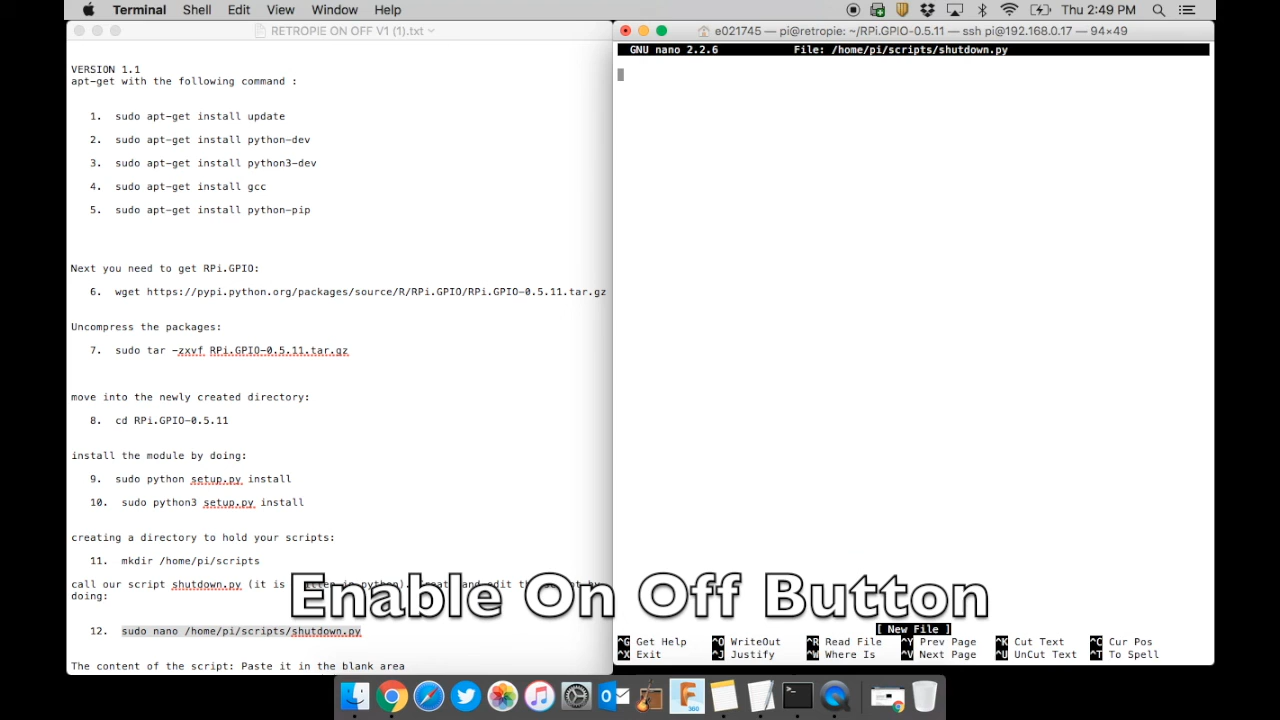 Terminal Shell Edit View Window Help Thu 2:49 PM
RETROPIE ON OFF V1 (1).txt
e021745 — pi@retropie: ~/RPi.GPIO-0.5.11 — ssh pi@192.168.0.17 — 94×49
GNU nano 2.2.6 File: /home/pi/scripts/shutdown.py
VERSION 1.1
apt-get with the following command :
1. sudo apt-get install update
2. sudo apt-get install python-dev
3. sudo apt-get install python3-dev
4. sudo apt-get install gcc
5. sudo apt-get install python-pip
Next you need to get RPi.GPIO:
6. wget https://pypi.python.org/packages/source/R/RPi.GPIO/RPi.GPIO-0.5.11.tar.gz
Uncompress the packages:
7. sudo tar -zxvf RPi.GPIO-0.5.11.tar.gz
move into the newly created directory:
8. cd RPi.GPIO-0.5.11
install the module by doing:
9. sudo python setup.py install
10. sudo python3 setup.py install
creating a directory to hold your scripts:
11. mkdir /home/pi/scripts
call our script shutdown.py (it is in python). and edit by
doing:
12. sudo nano /home/pi/scripts/shutdown.py
The content of the script: Paste it in the blank area
Enable On Off Button
[ New File ]
^G Get Help ^O WriteOut ^R Read File ^Y Prev Page ^K Cut Text ^C Cur Pos
^X Exit ^J Justify ^W Where Is ^V Next Page ^U UnCut Text ^T To Spell
F
360